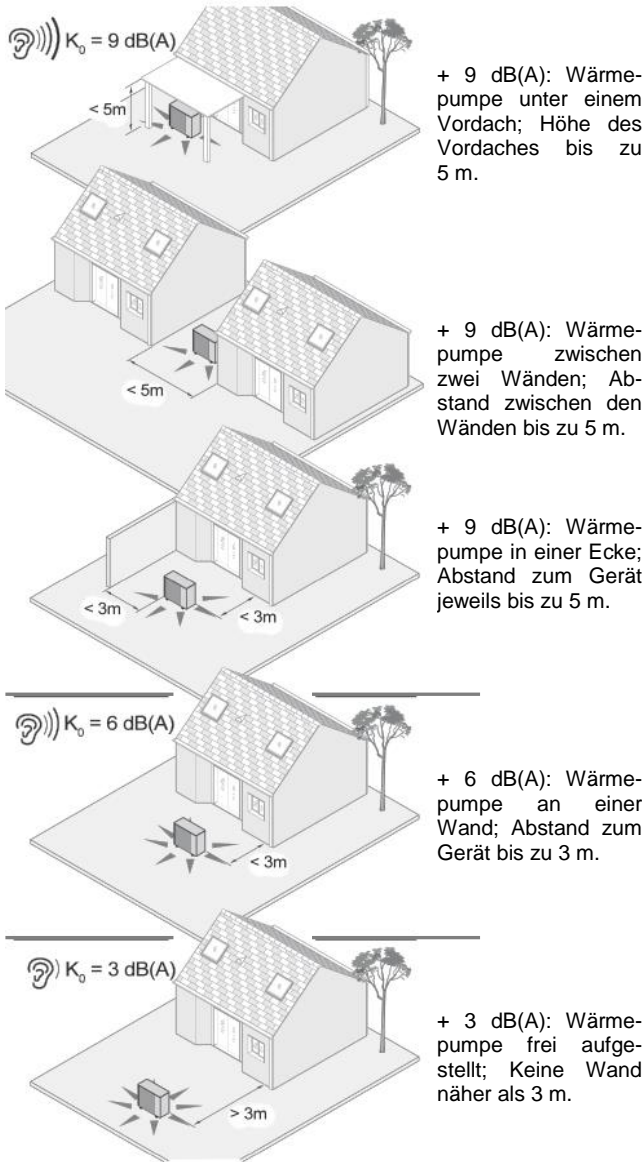 K₀ = 9 dB(A)
< 5m
+ 9 dB(A): Wärme-
pumpe unter einem
Vordach; Höhe des
Vordaches bis zu
5 m.
< 5m
+ 9 dB(A): Wärme-
pumpe zwischen
zwei Wänden; Ab-
stand zwischen den
Wänden bis zu 5 m.
< 3m
< 3m
+ 9 dB(A): Wärme-
pumpe in einer Ecke;
Abstand zum Gerät
jeweils bis zu 5 m.
K₀ = 6 dB(A)
< 3m
+ 6 dB(A): Wärme-
pumpe an einer
Wand; Abstand zum
Gerät bis zu 3 m.
K₀ = 3 dB(A)
> 3m
+ 3 dB(A): Wärme-
pumpe frei aufge-
stellt; Keine Wand
näher als 3 m.